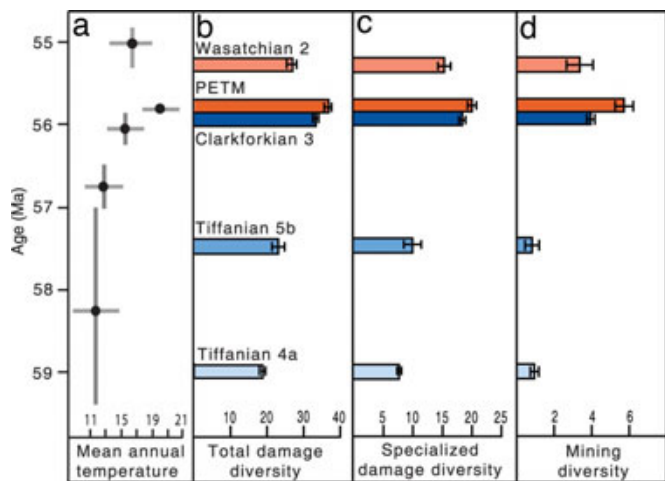 a
b
c
d
55
56
57
58
59
Age (Ma)
Wasatchian 2
PETM
Clarkforkian 3
Tiffanian 5b
Tiffanian 4a
11 15 19 21
10 20 30 40
5 10 15 20 25
2 4 6
Mean annual
temperature
Total damage
diversity
Specialized
damage diversity
Mining
diversity